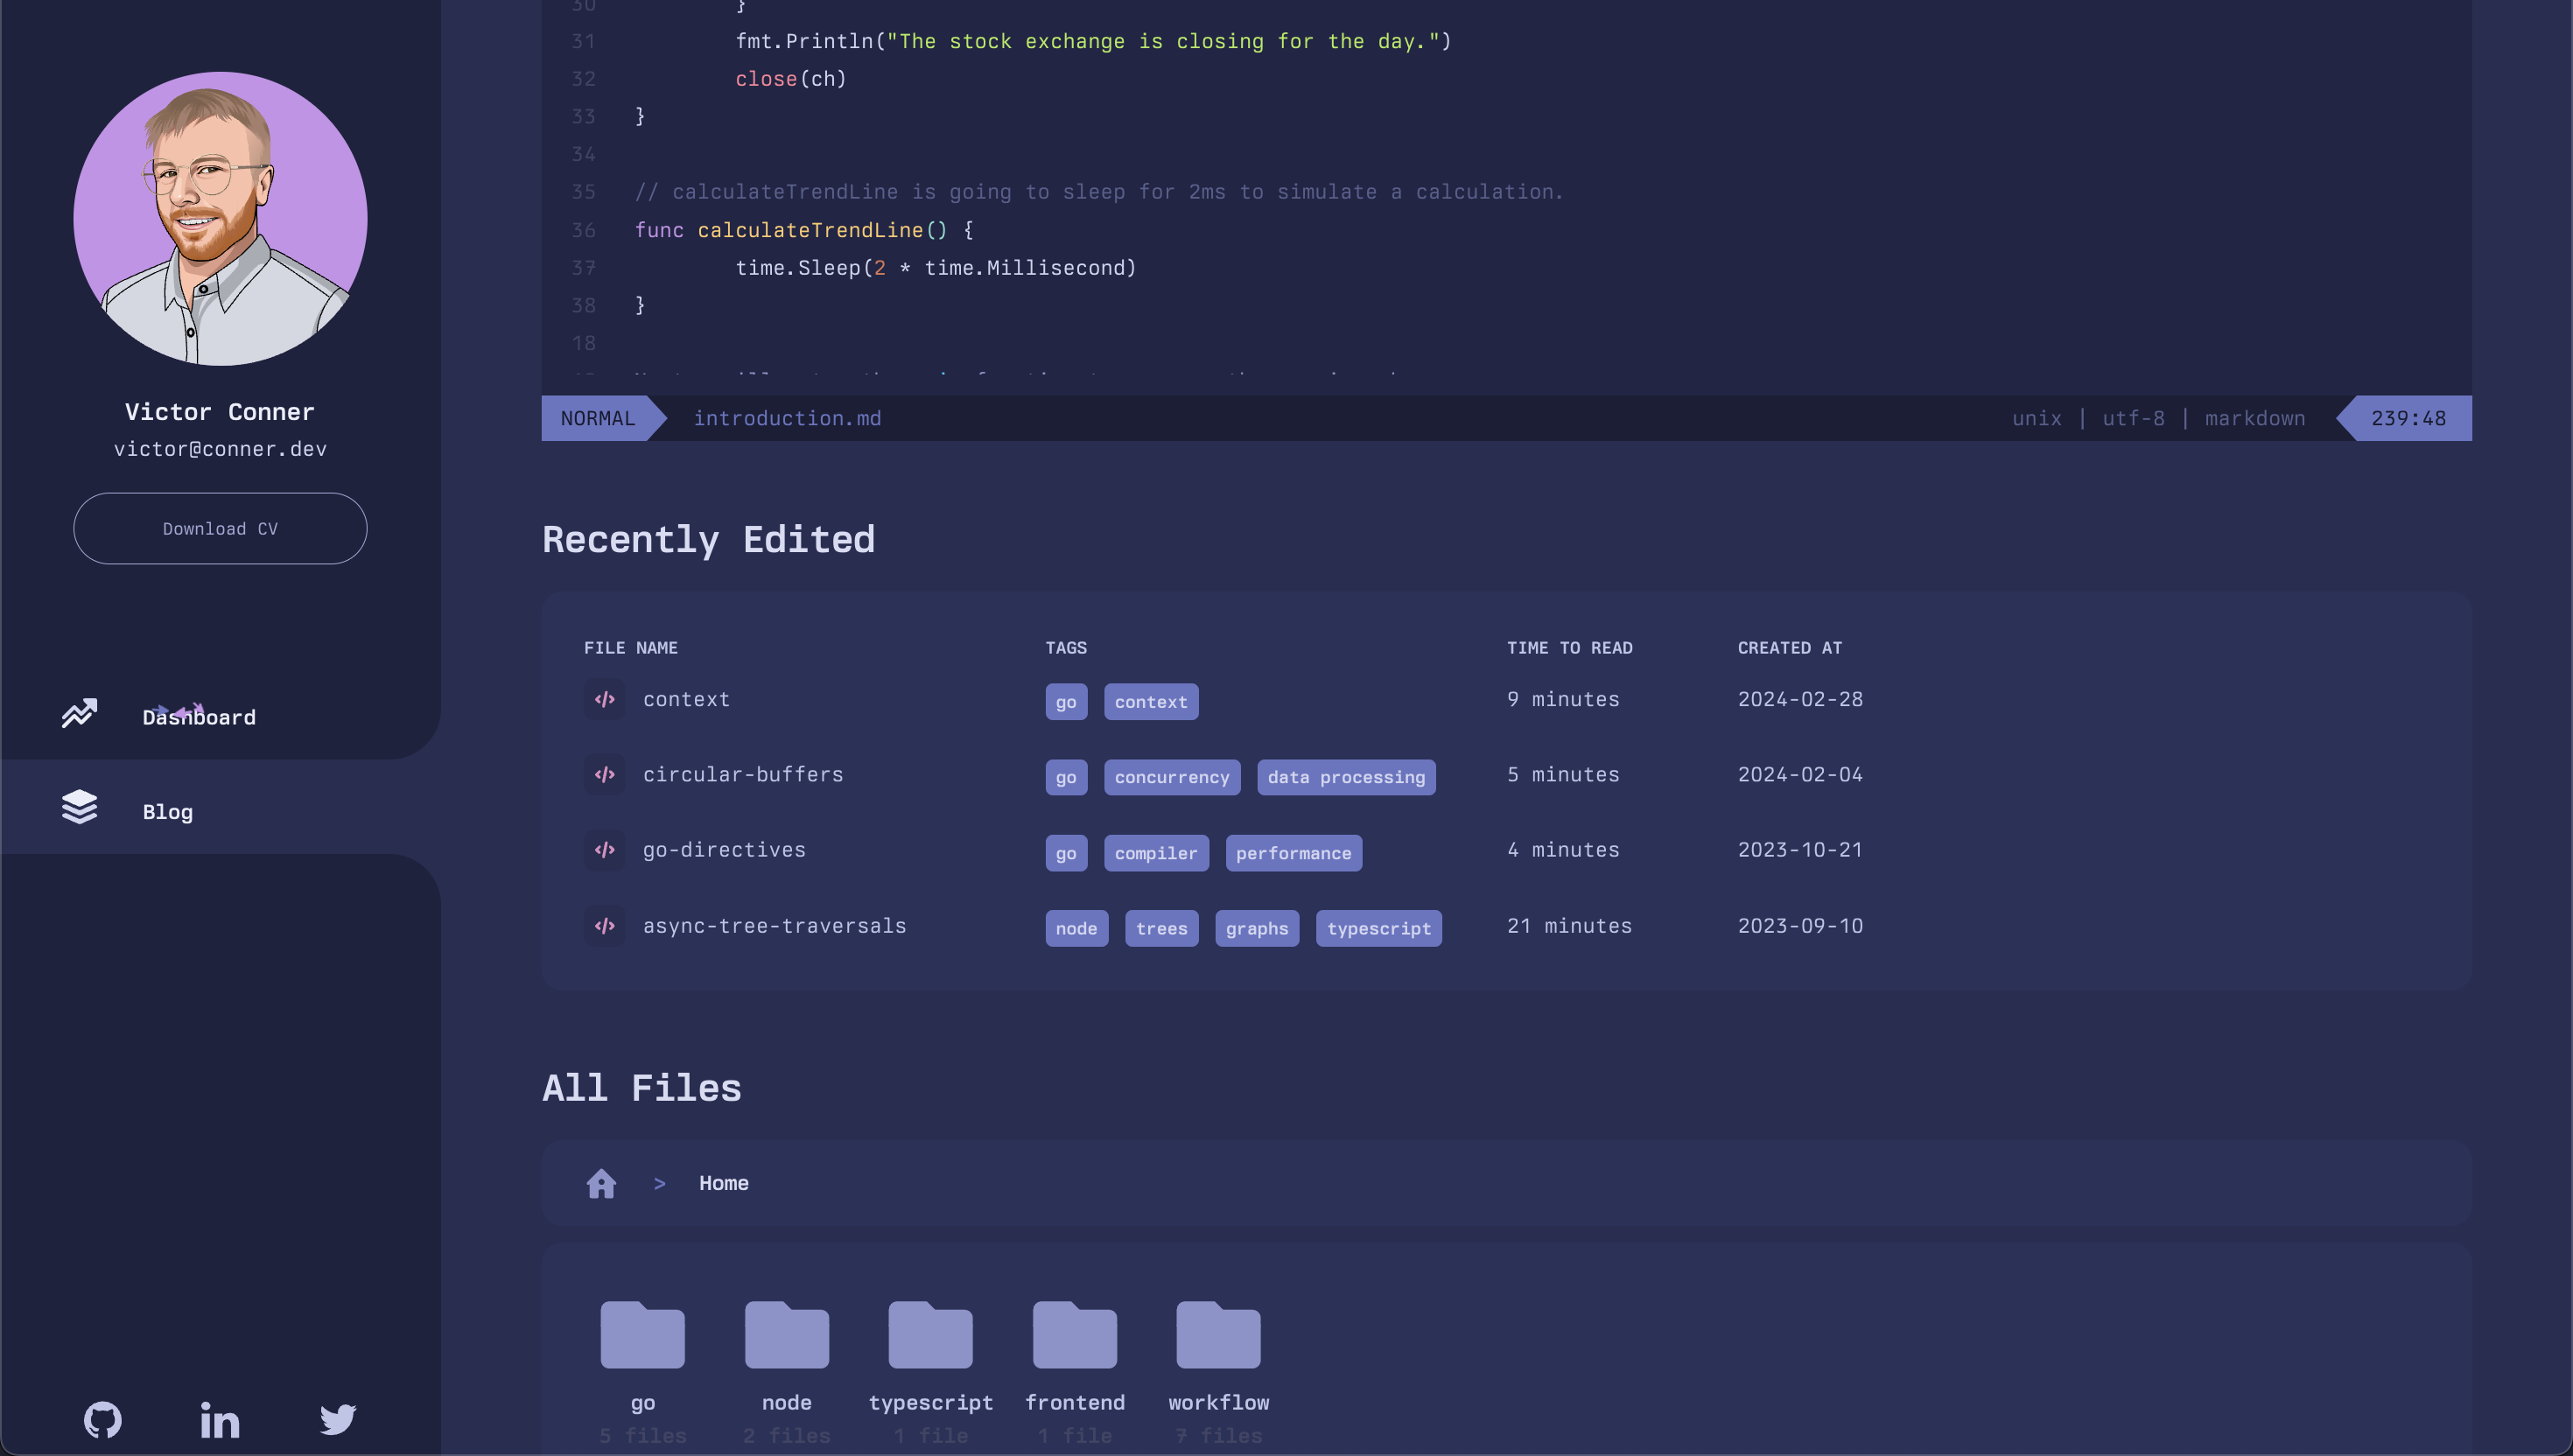 Victor Conner
victor@conner.dev
Download CV
Dashboard
Blog
30 }
31 fmt.Println("The stock exchange is closing for the day.")
32 close(ch)
33 }
34
35 // calculateTrendLine is going to sleep for 2ms to simulate a calculation.
36 func calculateTrendLine() {
37 time.Sleep(2 * time.Millisecond)
38 }
18
NORMAL introduction.md unix | utf-8 | markdown 239:48
Recently Edited
FILE NAME TAGS TIME TO READ CREATED AT
</> context go context 9 minutes 2024-02-28
</> circular-buffers go concurrency data processing 5 minutes 2024-02-04
</> go-directives go compiler performance 4 minutes 2023-10-21
</> async-tree-traversals node trees graphs typescript 21 minutes 2023-09-10
All Files
> Home
go node typescript frontend workflow
5 files 2 files 1 file 1 file 7 files
in